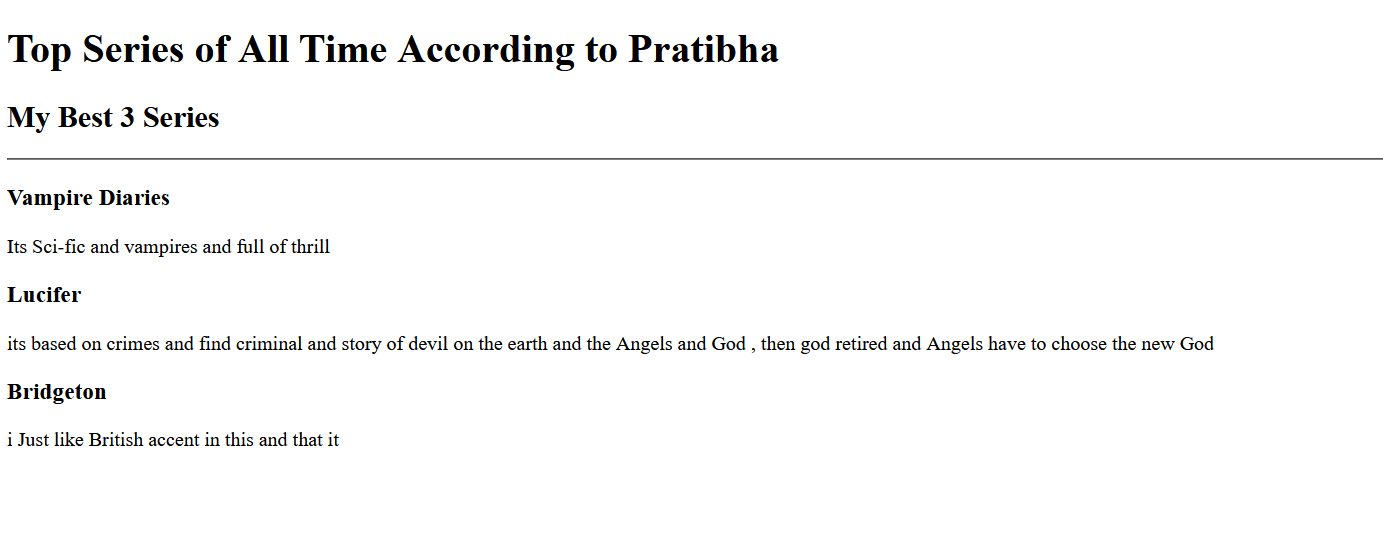 Top Series of All Time According to Pratibha
My Best 3 Series
Vampire Diaries
Its Sci-fic and vampires and full of thrill
Lucifer
its based on crimes and find criminal and story of devil on the earth and the Angels and God , then god retired and Angels have to choose the new God
Bridgeton
i Just like British accent in this and that it